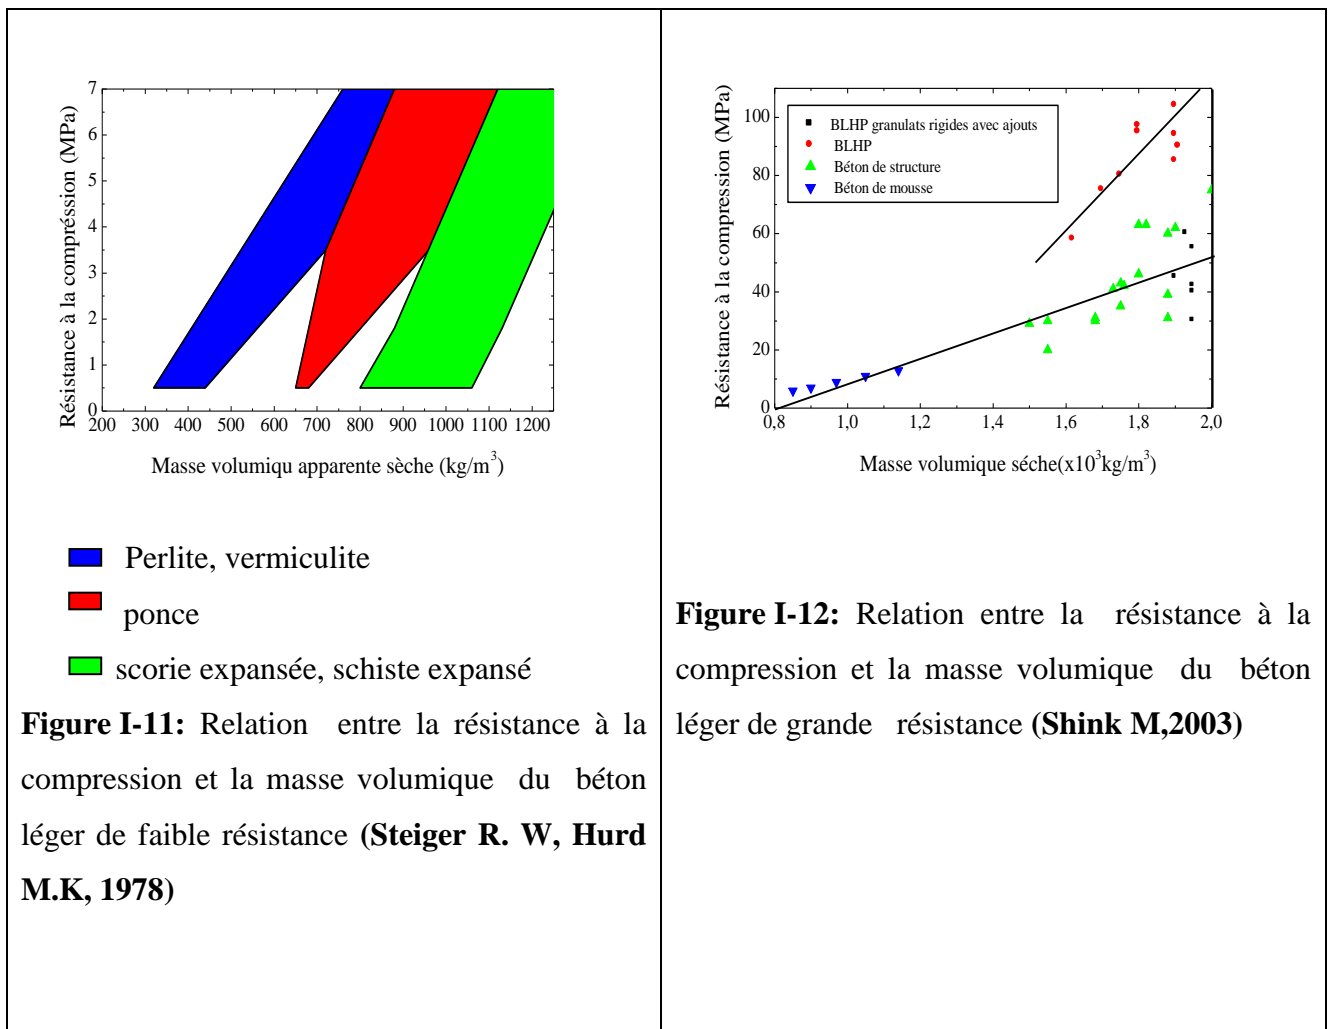 Résistance à la compréssion (MPa)
7
6
5
4
3
2
1
0
200 300 400 500 600 700 800 900 1000 1100 1200
Masse volumiqu apparente sèche (kg/m³)
Perlite, vermiculite
ponce
scorie expansée, schiste expansé
Figure I-11: Relation entre la résistance à la
compression et la masse volumique du béton
léger de faible résistance (Steiger R. W, Hurd
M.K, 1978)
Résistance à la compression (MPa)
100
80
60
40
20
0
BLHP granulats rigides avec ajouts
BLHP
Béton de structure
Béton de mousse
0,8 1,0 1,2 1,4 1,6 1,8 2,0
Masse volumique séche(x10³kg/m³)
Figure I-12: Relation entre la résistance à la
compression et la masse volumique du béton
léger de grande résistance (Shink M,2003)